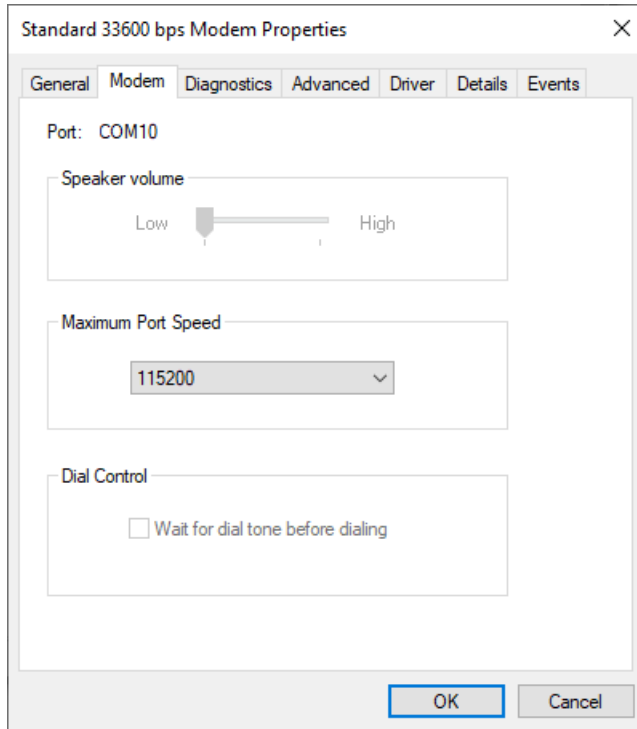 Standard 33600 bps Modem Properties
General Modem Diagnostics Advanced Driver Details Events
Port: COM10
Speaker volume
Low High
Maximum Port Speed
115200
Dial Control
Wait for dial tone before dialing
OK Cancel